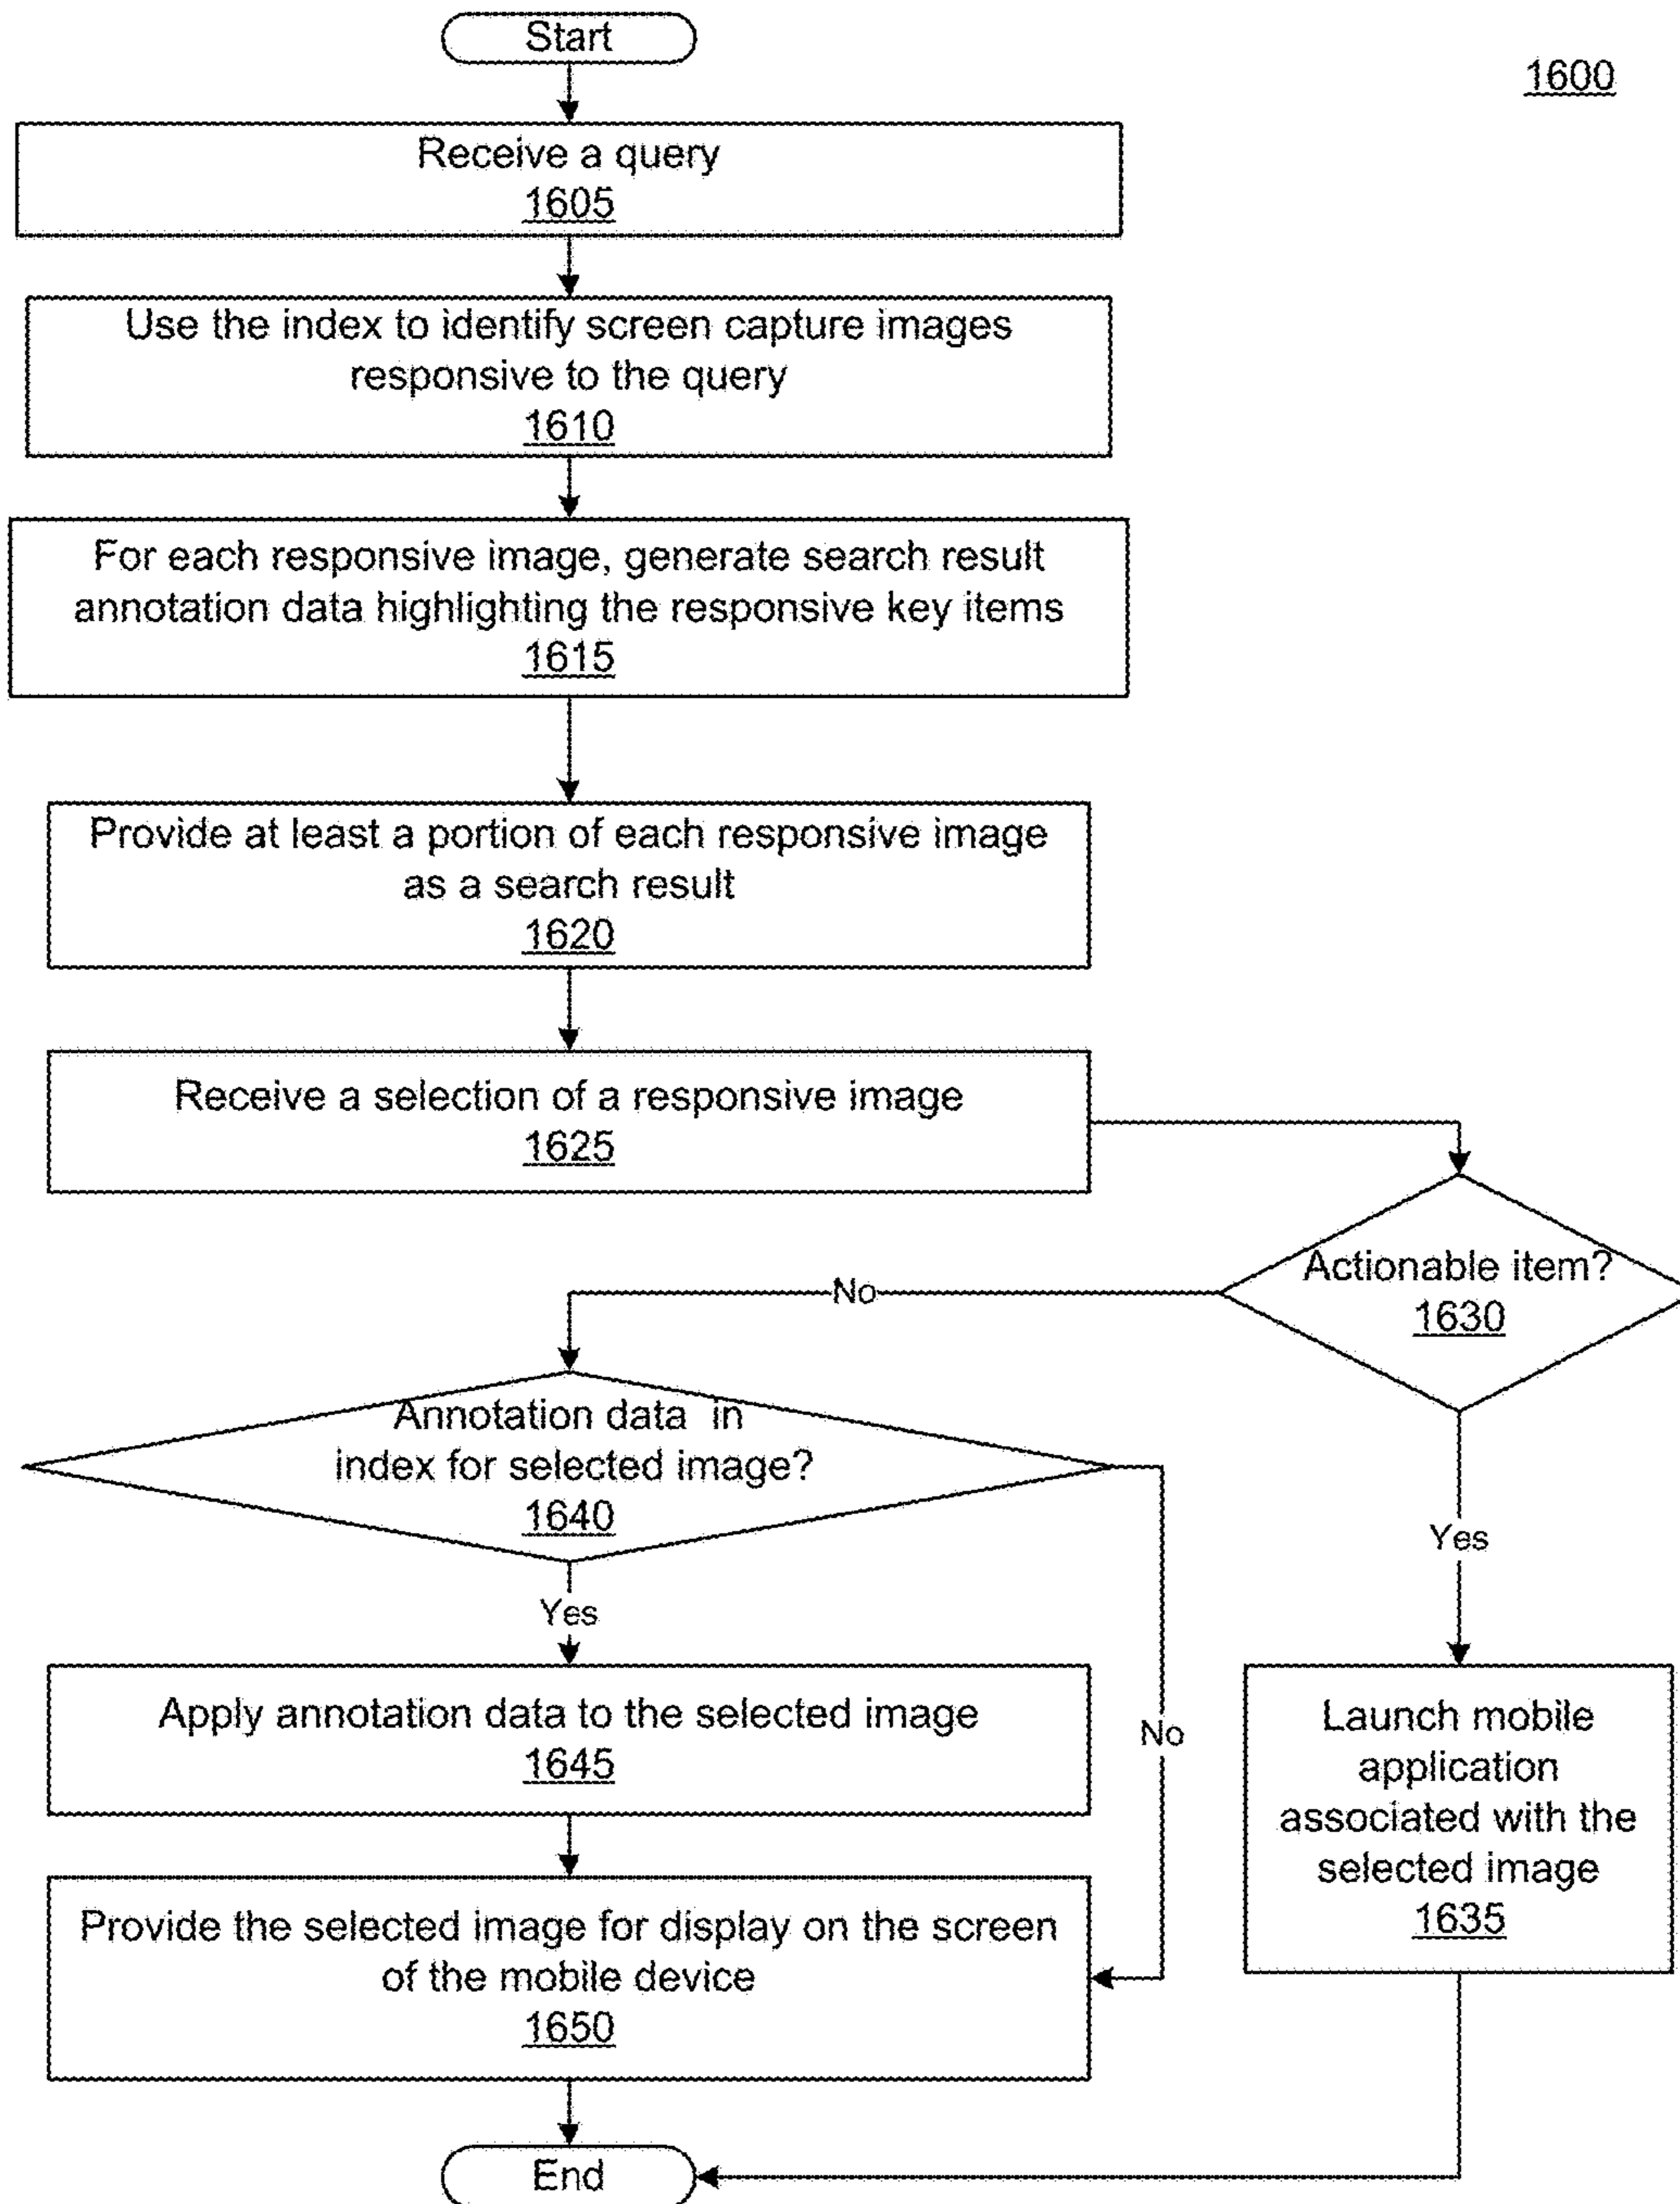 Start
1600
Receive a query
1605
Use the index to identify screen capture images
responsive to the query
1610
For each responsive image, generate search result
annotation data highlighting the responsive key items
1615
Provide at least a portion of each responsive image
as a search result
1620
Receive a selection of a responsive image
1625
Actionable item?
1630
No
Annotation data in
index for selected image?
1640
Yes
Yes
Apply annotation data to the selected image
1645
No
Launch mobile
application
associated with the
selected image
1635
Provide the selected image for display on the screen
of the mobile device
1650
End